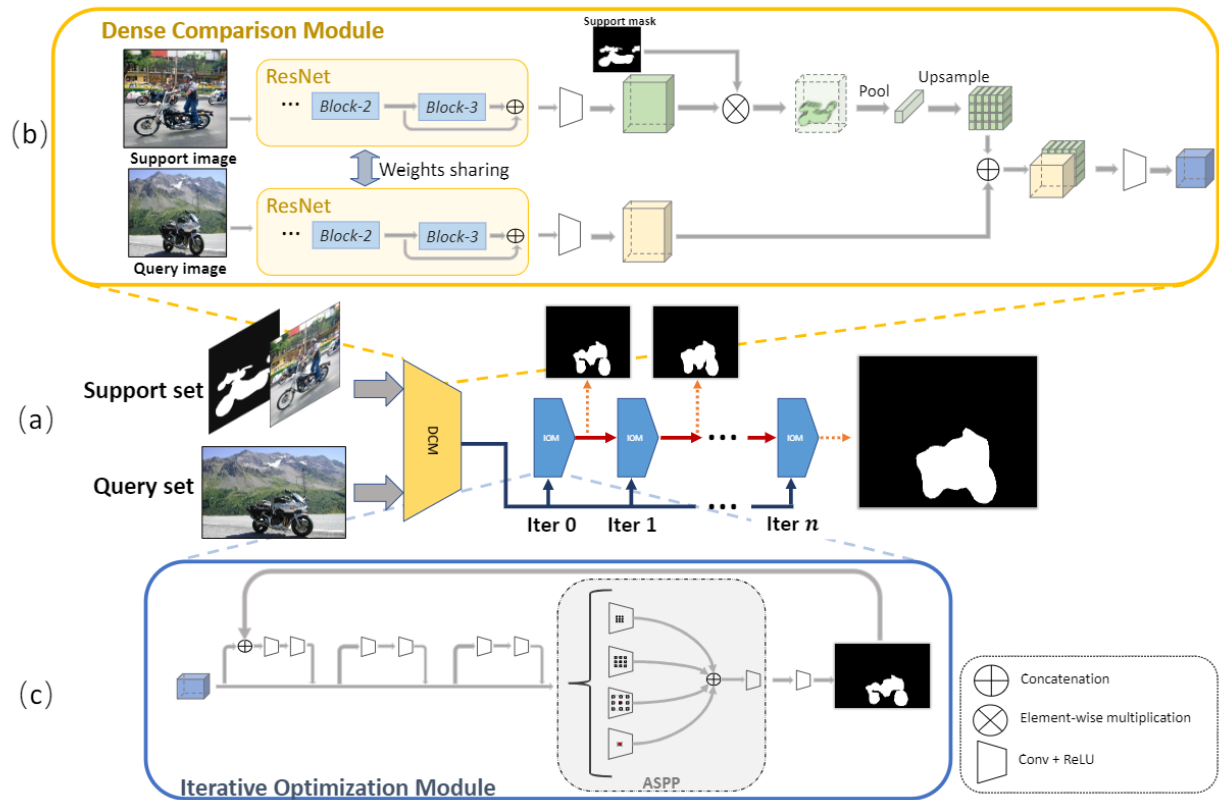 Dense Comparison Module
Support mask
ResNet
... Block-2 Block-3
Pool
Upsample
(b)
Support image
Weights sharing
ResNet
... Block-2 Block-3
Query image
Support set
(a)
DCM
IOM
IOM
...
IOM
Query set
...
Iter 0
Iter 1
Iter n
(c)
ASPP
Iterative Optimization Module
Concatenation
Element-wise multiplication
Conv + ReLU